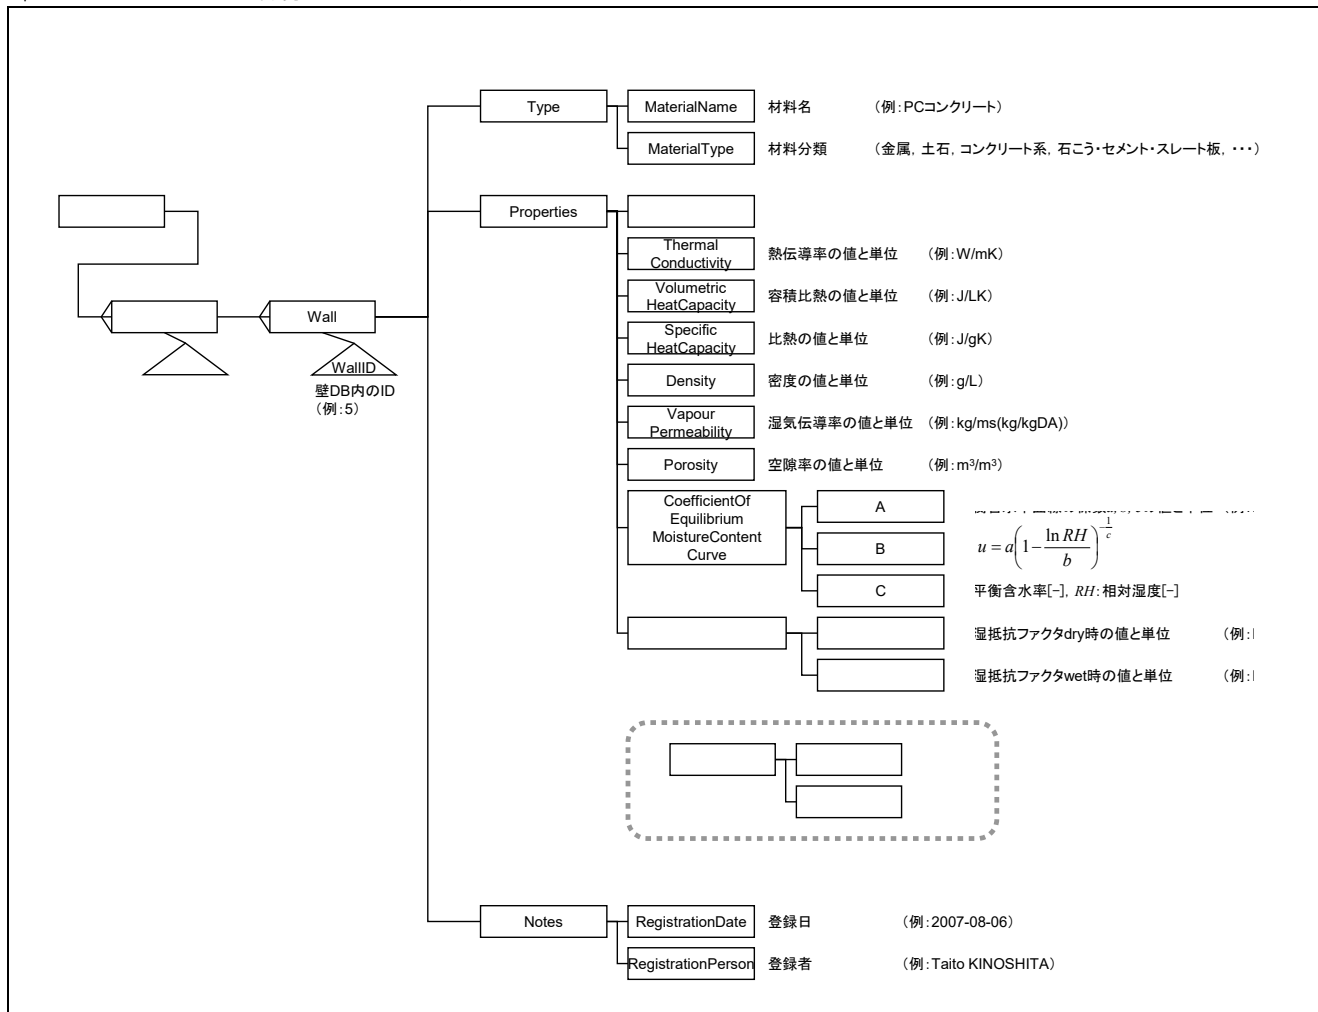 Type
MaterialName
材料名
（例：PCコンクリート）
MaterialType
材料分類
（金属，土石，コンクリート系，石こう・セメント・スレート板，・・・）
Properties
Thermal
Conductivity
熱伝導率の値と単位
（例：W/mK）
Volumetric
HeatCapacity
容積比熱の値と単位
（例：J/LK）
Wall
WallID
壁DB内のID
（例：5）
Specific
HeatCapacity
比熱の値と単位
（例：J/gK）
Density
密度の値と単位
（例：g/L）
Vapour
Permeability
湿気伝導率の値と単位
（例：kg/ms(kg/kgDA)）
Porosity
空隙率の値と単位
（例：m³/m³）
CoefficientOf
Equilibrium
MoistureContent
Curve
A
B
u = a(1 − ln RH / b)^(−1/c)
C
平衡含水率[−]，RH：相対湿度[−]
湿抵抗ファクタdry時の値と単位
（例：
湿抵抗ファクタwet時の値と単位
（例：
Notes
RegistrationDate
登録日
（例：2007-08-06）
RegistrationPerson
登録者
（例：Taito KINOSHITA）